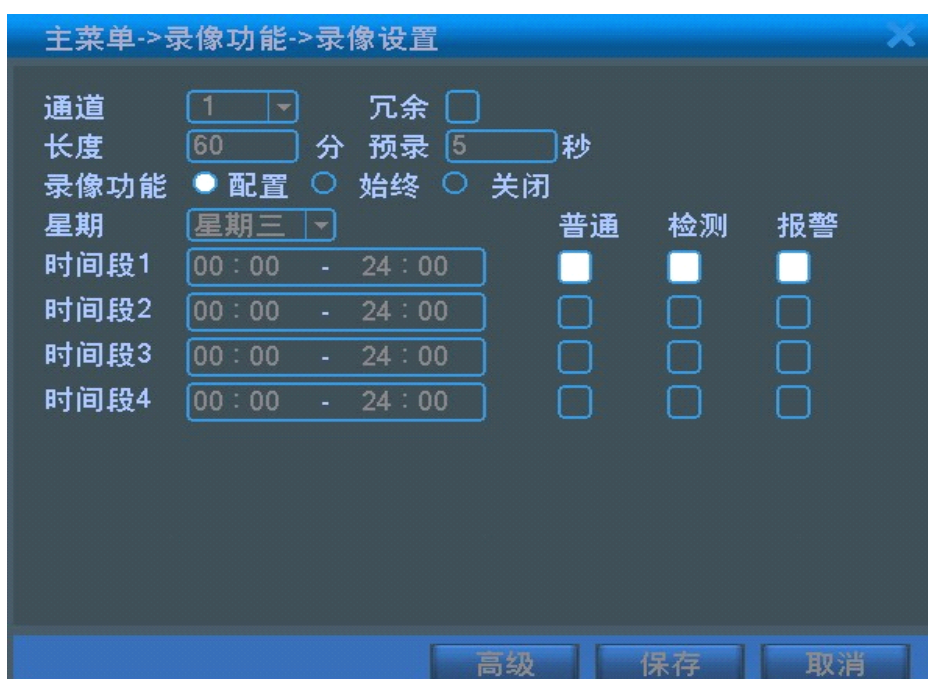 主菜单->录像功能->录像设置
通道 1 冗余
长度 60 分 预录 5 秒
录像功能 配置 始终 关闭
星期 星期三 普通 检测 报警
时间段1 00:00 - 24:00
时间段2 00:00 - 24:00
时间段3 00:00 - 24:00
时间段4 00:00 - 24:00
高级 保存 取消